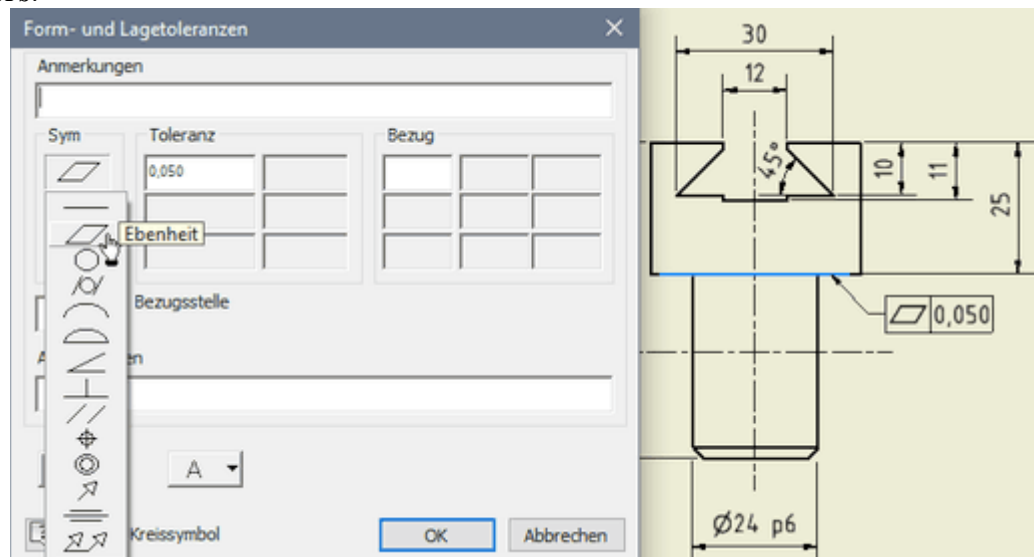 Form- und Lagetoleranzen
Anmerkungen
Sym
Toleranz
Bezug
0,050
Ebenheit
Bezugsstelle
en
A
Kreissymbol
OK
Abbrechen
30
12
45°
10
11
25
0,050
Ø24 p6